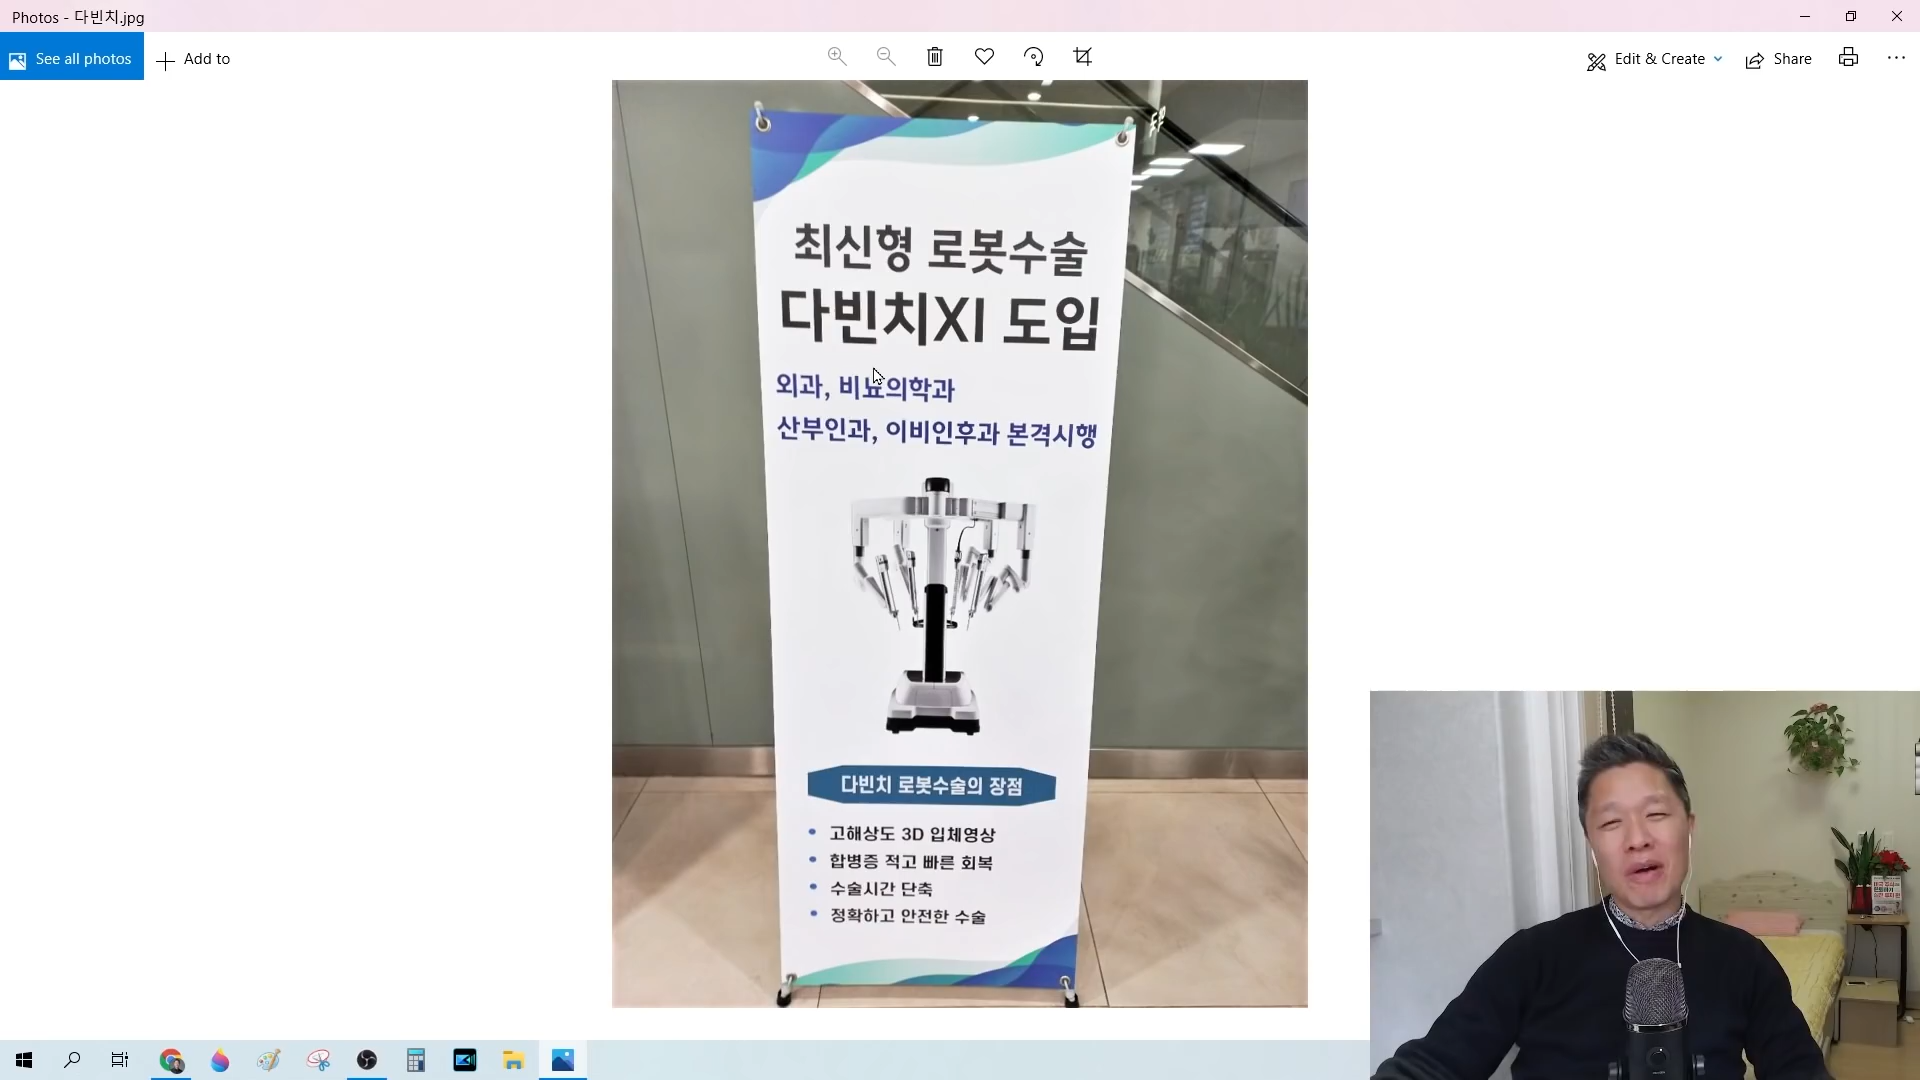 Photos - 다빈치.jpg
See all photos
Add to
Edit & Create
Share
최신형 로봇수술
다빈치XI 도입
외과, 비뇨의학과
산부인과, 이비인후과 본격시행
다빈치 로봇수술의 장점
• 고해상도 3D 입체영상
• 합병증 적고 빠른 회복
• 수술시간 단축
• 정확하고 안전한 수술